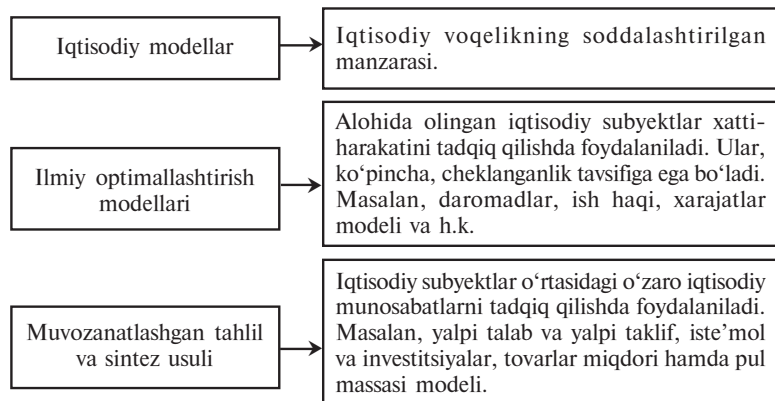 Iqtisodiy modellar
Iqtisodiy voqelikning soddalashtirilgan
manzarasi.
Ilmiy optimallashtirish
modellari
Alohida olingan iqtisodiy subyektlar xatti-
harakatini tadqiq qilishda foydalaniladi. Ular,
ko‘pincha, cheklanganlik tavsifiga ega bo‘ladi.
Masalan, daromadlar, ish haqi, xarajatlar
modeli va h.k.
Muvozanatlashgan tahlil
va sintez usuli
Iqtisodiy subyektlar o‘rtasidagi o‘zaro iqtisodiy
munosabatlarni tadqiq qilishda foydalaniladi.
Masalan, yalpi talab va yalpi taklif, iste’mol
va investitsiyalar, tovarlar miqdori hamda pul
massasi modeli.